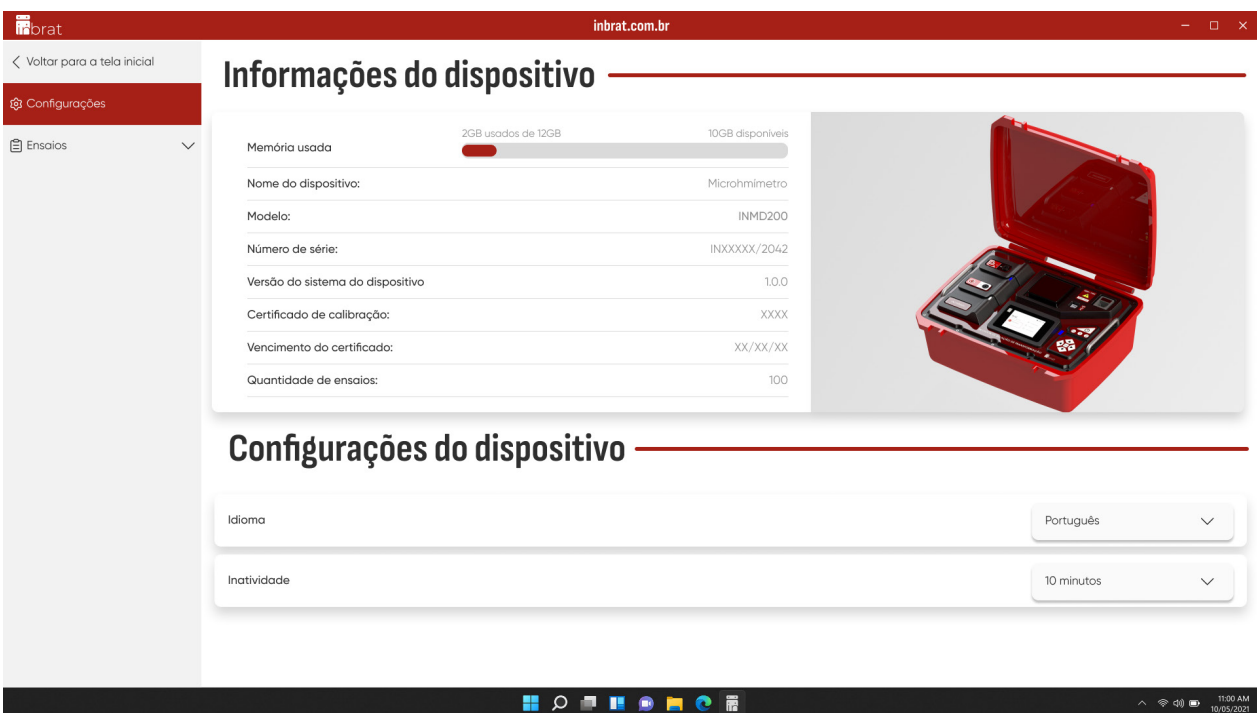 inbrat
inbrat.com.br
Voltar para a tela inicial
Configurações
Ensaios
Informações do dispositivo
2GB usados de 12GB
10GB disponíveis
Memória usada
Nome do dispositivo:
Microhmimetro
Modelo:
INMD200
Número de série:
INXXXXX/2042
Versão do sistema do dispositivo
1.0.0
Certificado de calibração:
XXXX
Vencimento do certificado:
XX/XX/XX
Quantidade de ensaios:
100
Configurações do dispositivo
Idioma
Português
Inatividade
10 minutos
11:00 AM
10/05/2021